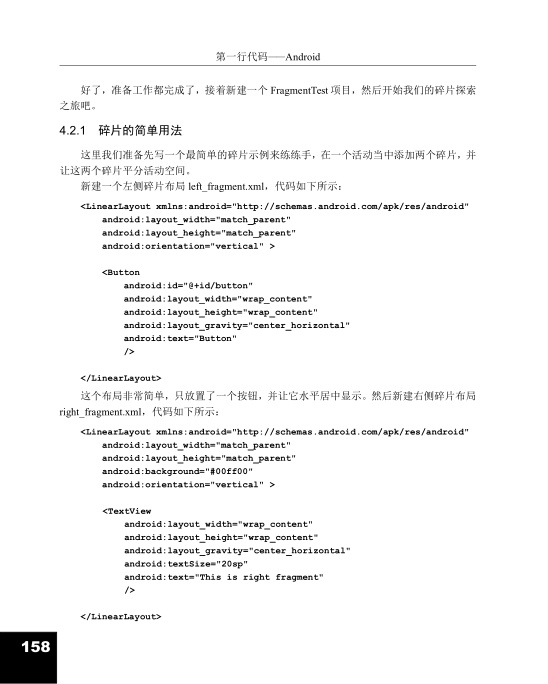 第一行代码——Android
好了，准备工作都完成了，接着新建一个 FragmentTest 项目，然后开始我们的碎片探索
之旅吧。
4.2.1 碎片的简单用法
这里我们准备先写一个最简单的碎片示例来练练手，在一个活动当中添加两个碎片，并
让这两个碎片平分活动空间。
新建一个左侧碎片布局 left_fragment.xml，代码如下所示：
<LinearLayout xmlns:android="http://schemas.android.com/apk/res/android"
    android:layout_width="match_parent"
    android:layout_height="match_parent"
    android:orientation="vertical" >
    <Button
        android:id="@+id/button"
        android:layout_width="wrap_content"
        android:layout_height="wrap_content"
        android:layout_gravity="center_horizontal"
        android:text="Button"
        />
</LinearLayout>
这个布局非常简单，只放置了一个按钮，并让它水平居中显示。然后新建右侧碎片布局
right_fragment.xml，代码如下所示：
<LinearLayout xmlns:android="http://schemas.android.com/apk/res/android"
    android:layout_width="match_parent"
    android:layout_height="match_parent"
    android:background="#00ff00"
    android:orientation="vertical" >
    <TextView
        android:layout_width="wrap_content"
        android:layout_height="wrap_content"
        android:layout_gravity="center_horizontal"
        android:textSize="20sp"
        android:text="This is right fragment"
        />
</LinearLayout>
158